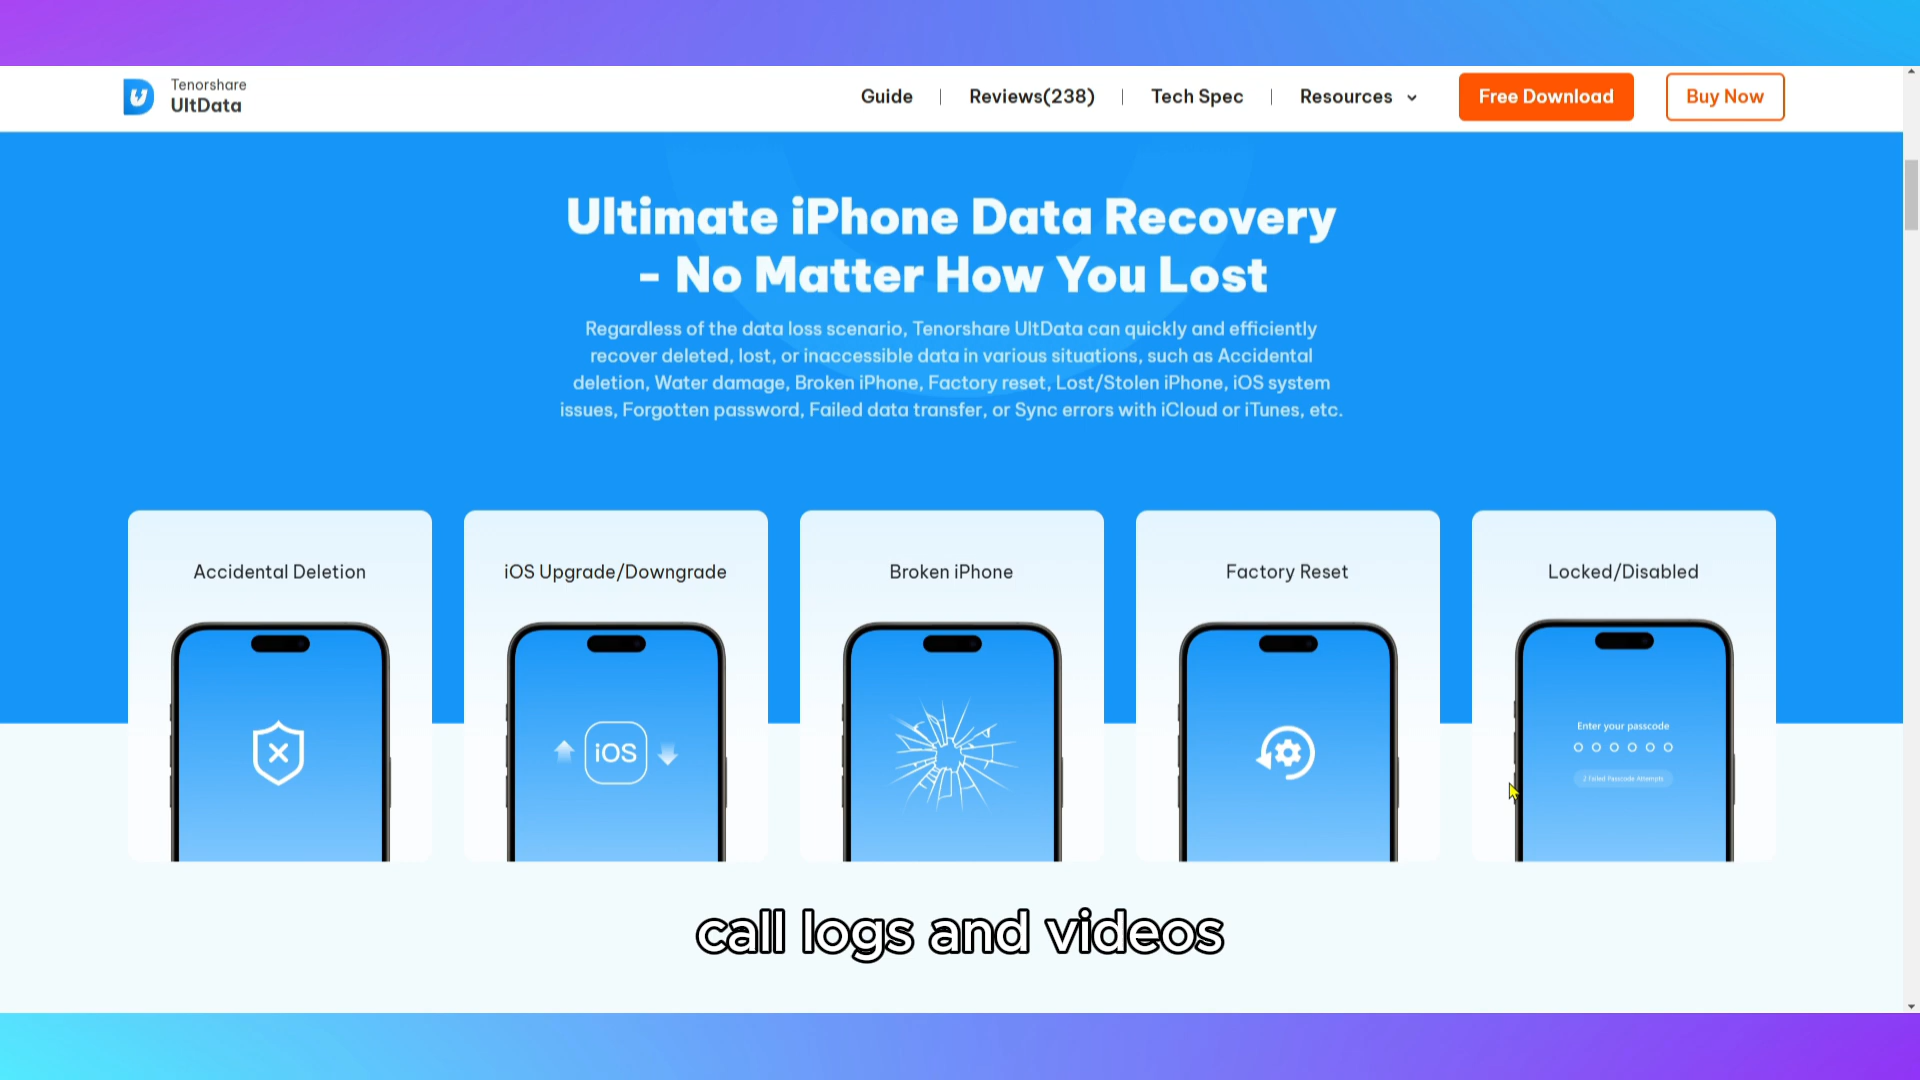 Tenorshare
UltData
Guide
Reviews(238)
Tech Spec
Resources
Free Download
Buy Now
Ultimate iPhone Data Recovery
- No Matter How You Lost
Regardless of the data loss scenario, Tenorshare UltData can quickly and efficiently
recover deleted, lost, or inaccessible data in various situations, such as Accidental
deletion, Water damage, Broken iPhone, Factory reset, Lost/Stolen iPhone, iOS system
issues, Forgotten password, Failed data transfer, or Sync errors with iCloud or iTunes, etc.
Accidental Deletion
iOS Upgrade/Downgrade
Broken iPhone
Factory Reset
Locked/Disabled
iOS
Enter your passcode
2 Failed Passcode Attempts
call logs and videos